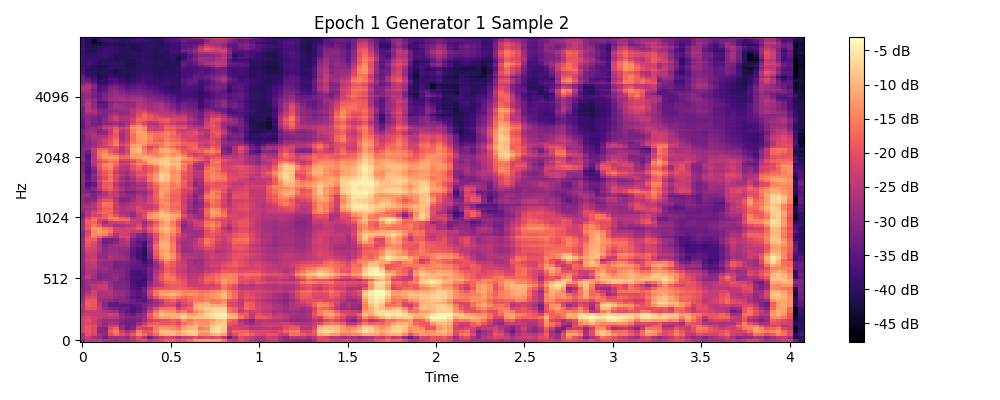 Epoch 1 Generator 1 Sample 2
Hz
4096
2048
1024
512
0
0 0.5 1 1.5 2 2.5 3 3.5 4
Time
-5 dB
-10 dB
-15 dB
-20 dB
-25 dB
-30 dB
-35 dB
-40 dB
-45 dB